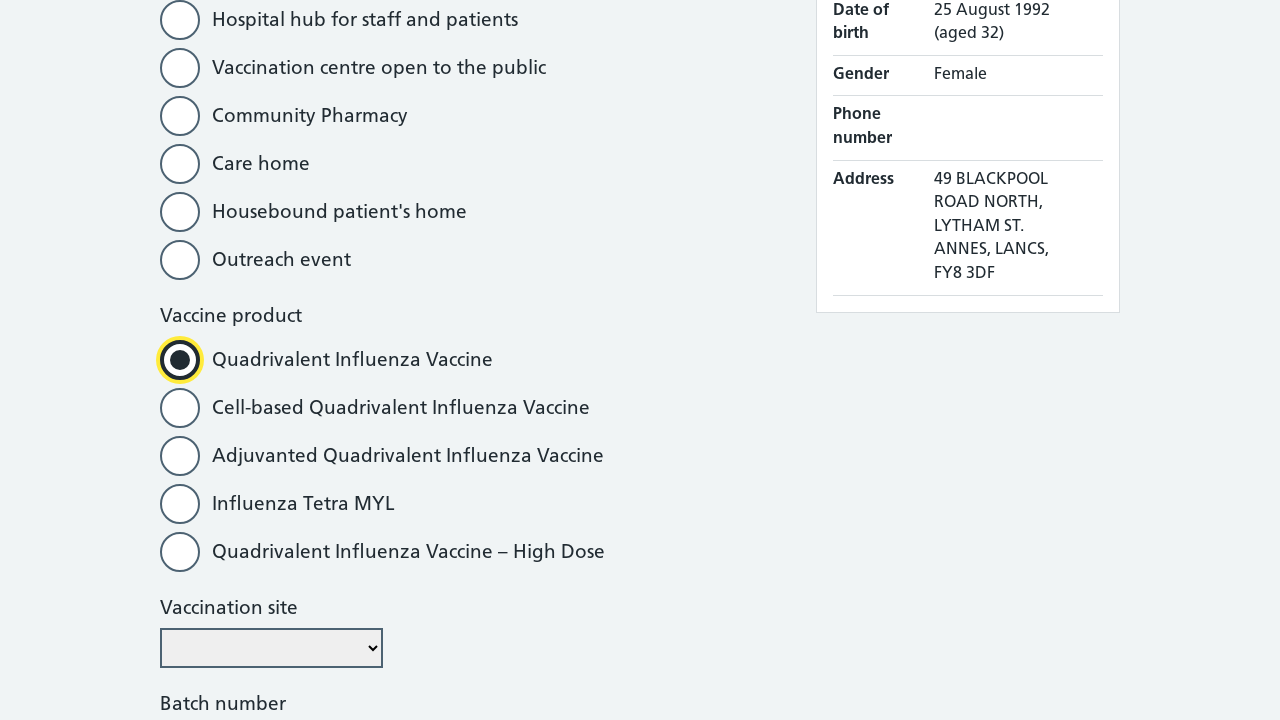 Hospital hub for staff and patients
Vaccination centre open to the public
Community Pharmacy
Care home
Housebound patient's home
Outreach event
Vaccine product
Quadrivalent Influenza Vaccine
Cell-based Quadrivalent Influenza Vaccine
Adjuvanted Quadrivalent Influenza Vaccine
Influenza Tetra MYL
Quadrivalent Influenza Vaccine – High Dose
Vaccination site
Batch number
Date of birth
25 August 1992
(aged 32)
Gender
Female
Phone number
Address
49 BLACKPOOL
ROAD NORTH,
LYTHAM ST.
ANNES, LANCS,
FY8 3DF